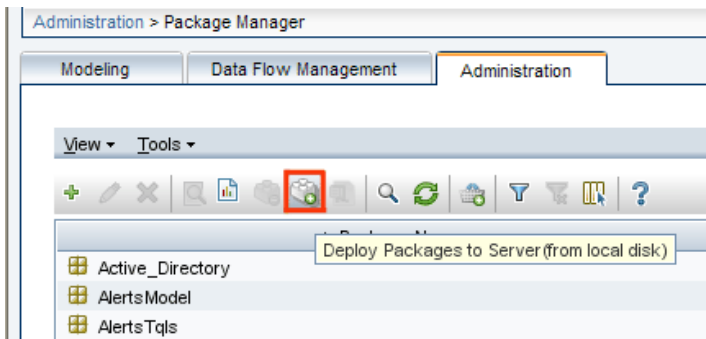 Administration > Package Manager
Modeling
Data Flow Management
Administration
View
Tools
?
Deploy Packages to Server(from local disk)
Active_Directory
AlertsModel
AlertsTqls